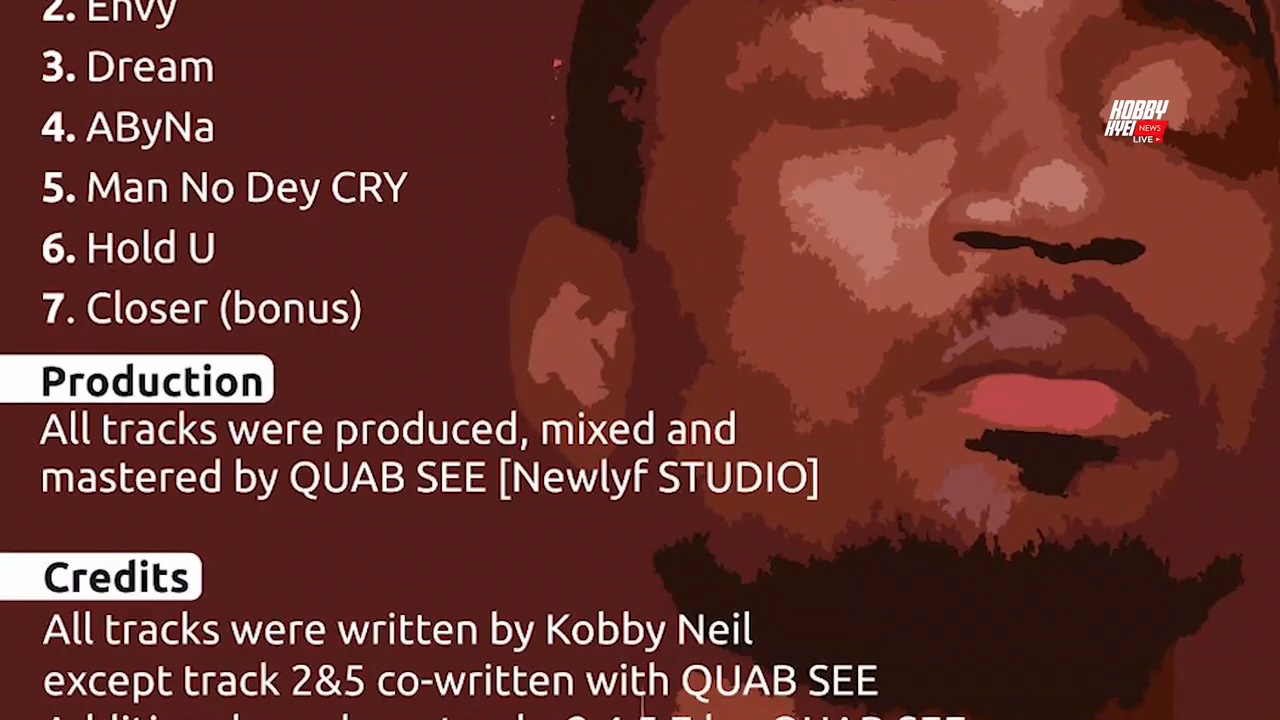 2. Envy
3. Dream
4. AByNa
5. Man No Dey CRY
6. Hold U
7. Closer (bonus)
Production
All tracks were produced, mixed and
mastered by QUAB SEE [Newlyf STUDIO]
Credits
All tracks were written by Kobby Neil
except track 2&5 co-written with QUAB SEE
QUAB SEE
KOBBY
KYEI NEWS
LIVE